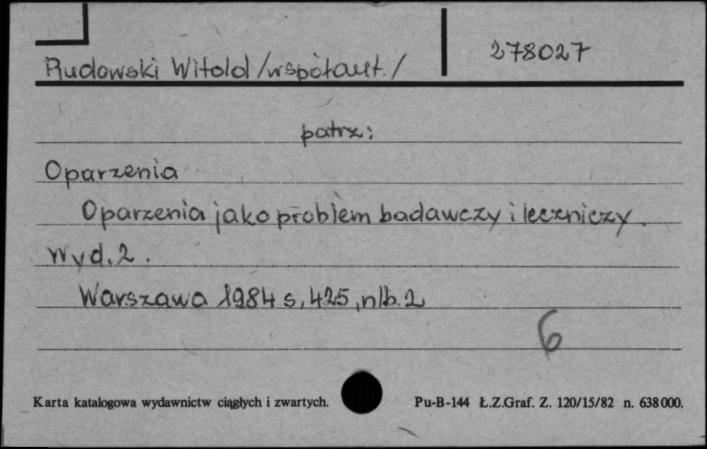 Rudowski Witold /współaut./
278027
patrz:
Oparzenia
Oparzenia jako problem badawczy i leczniczy.
Wyd. 2.
Warszawa 1984 s. 425, nlb. 2
6
Karta katalogowa wydawnictw ciągłych i zwartych.
Pu-B-144 Ł.Z.Graf. Z. 120/15/82 n. 638000.